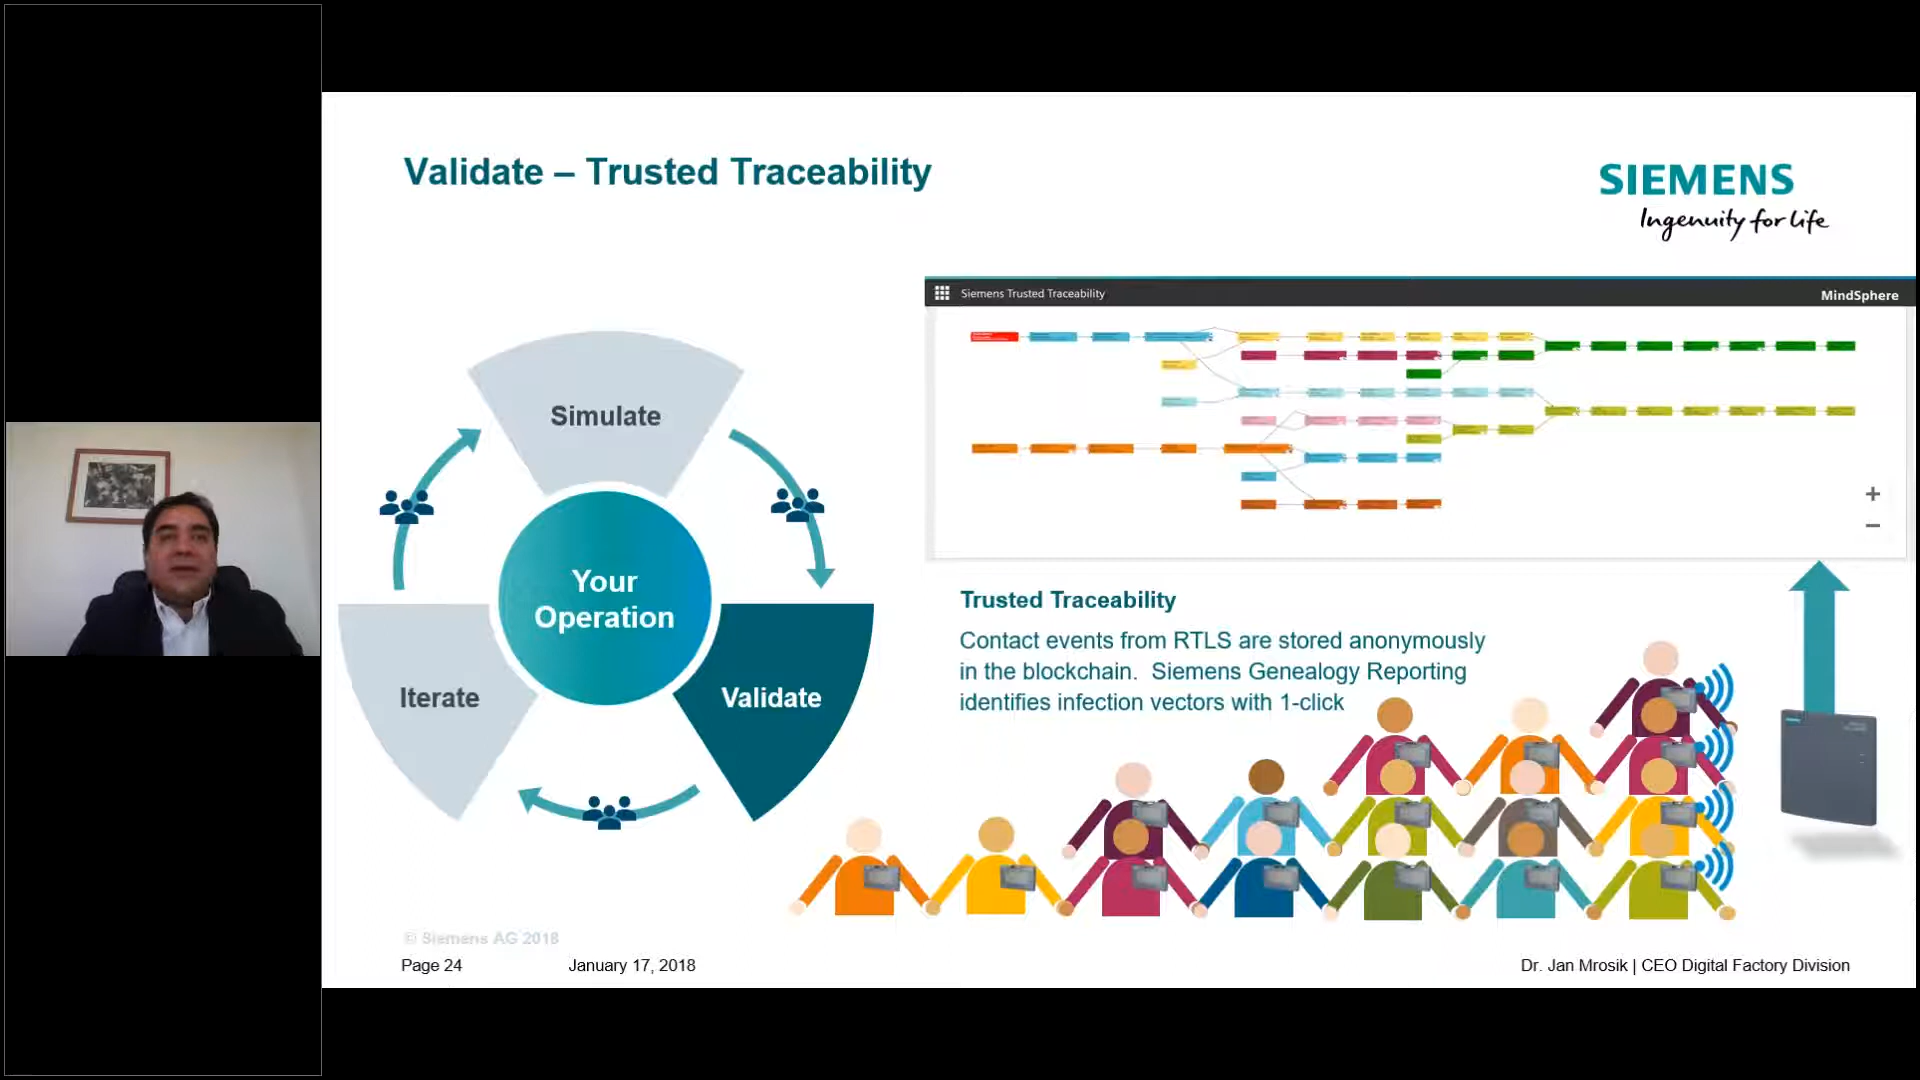 Validate – Trusted Traceability
SIEMENS
Ingenuity for life
Siemens Trusted Traceability
MindSphere
Simulate
Your
Operation
Iterate
Validate
Trusted Traceability
Contact events from RTLS are stored anonymously
in the blockchain. Siemens Genealogy Reporting
identifies infection vectors with 1-click
© Siemens AG 2018
Page 24
January 17, 2018
Dr. Jan Mrosik | CEO Digital Factory Division